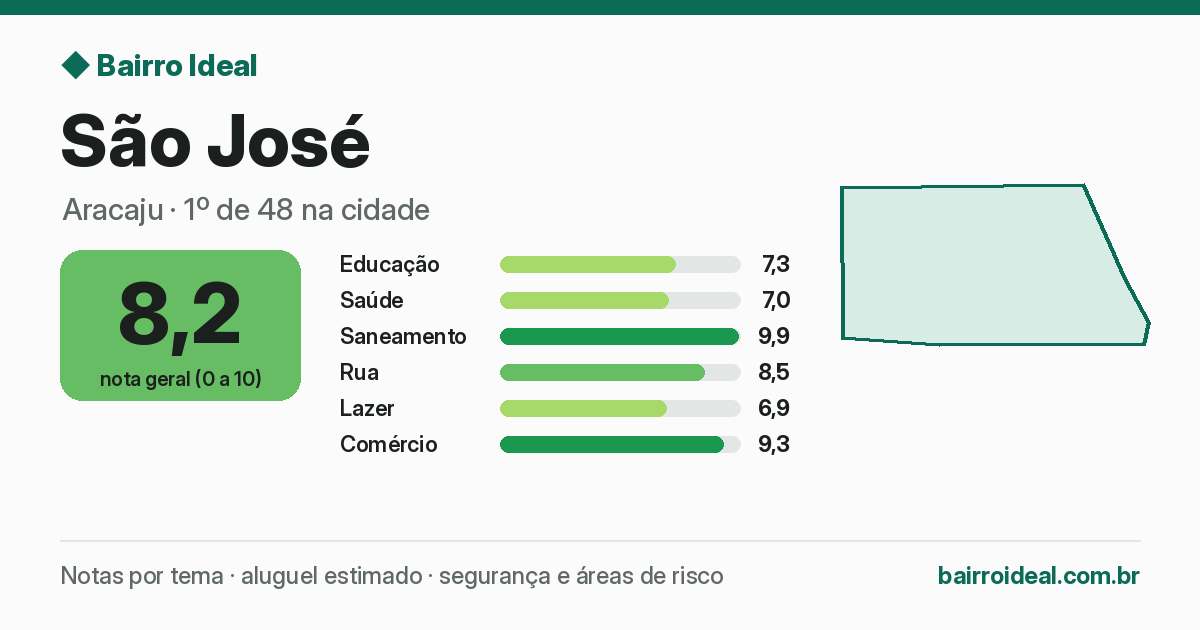 Bairro Ideal
São José
Aracaju · 1º de 48 na cidade
8,2
nota geral (0 a 10)
Educação 7,3
Saúde 7,0
Saneamento 9,9
Rua 8,5
Lazer 6,9
Comércio 9,3
Notas por tema · aluguel estimado · segurança e áreas de risco
bairroideal.com.br